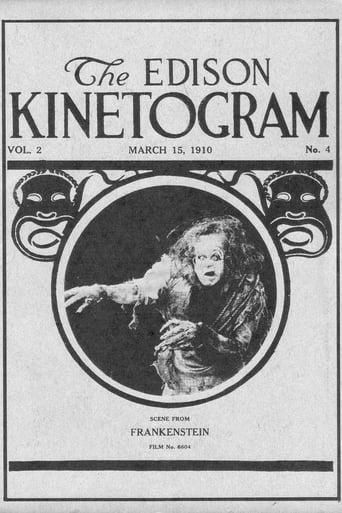 The EDISON
KINETOGRAM
VOL. 2 MARCH 15, 1910 No. 4
SCENE FROM
FRANKENSTEIN
FILM No. 6604